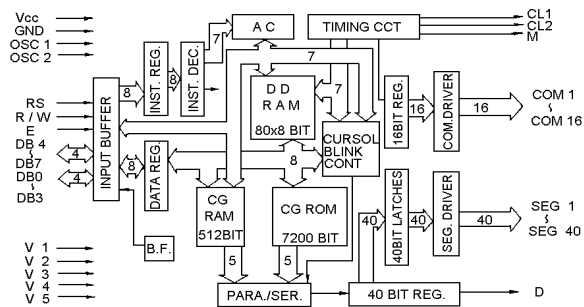 Vcc
GND
OSC 1
OSC 2
RS
R / W
E
DB 4
~
DB7
DB0
~
DB3
V 1
V 2
V 3
V 4
V 5
4
4
INPUT BUFFER
8
INST. REG.
8
INST. DEC.
7
A C
TIMING CCT
CL1
CL2
M
7
D D
R A M
80x8 BIT
7
CURSOL
BLINK
CONT
16BIT REG.
16
COM.DRIVER
16
COM 1
~
COM 16
8
DATA REG.
8
CG
RAM
512BIT
CG ROM
7200 BIT
40
40BIT LATCHES
40
SEG. DRIVER
40
SEG 1
~
SEG 40
B.F.
5
5
PARA./SER.
40 BIT REG.
D